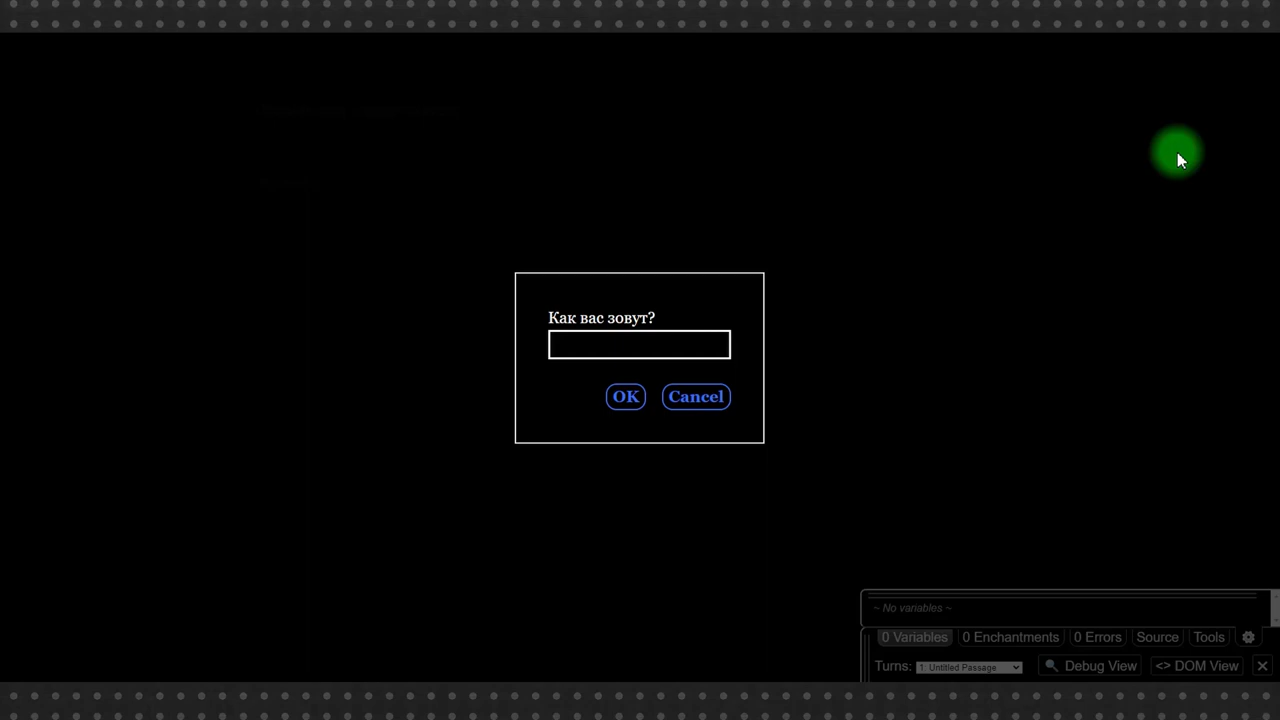 Как вас зовут?
OK Cancel
~ No variables ~
0 Variables 0 Enchantments 0 Errors Source Tools
Turns: 1: Untitled Passage Debug View <> DOM View ×